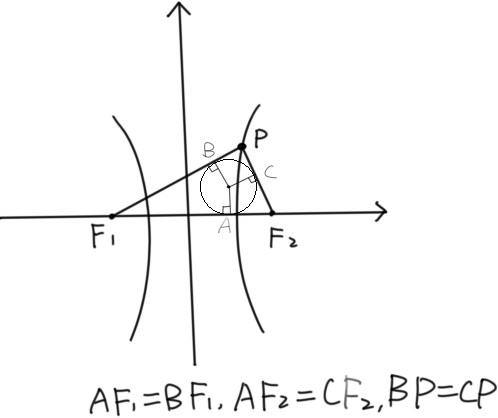 P
B
C
A
F₁
F₂
AF₁=BF₁, AF₂=CF₂, BP=CP